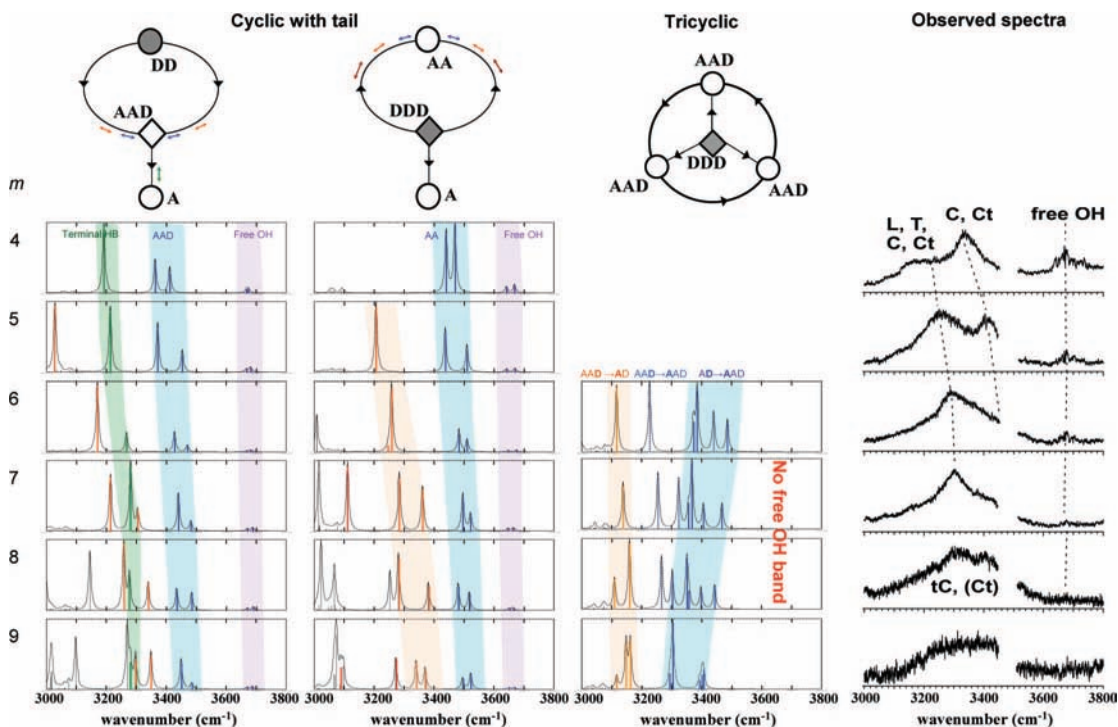 Cyclic with tail
Tricyclic
Observed spectra
DD
AAD
A
AA
DDD
A
AAD
DDD
AAD
AAD
m
4
5
6
7
8
9
Terminal HB
AAD
Free OH
AA
Free OH
AAD→AD
AAD→AAD
AD→AAD
No free OH band
L, T,
C, Ct
C, Ct
free OH
tC, (Ct)
3000 3200 3400 3600 3800
wavenumber (cm⁻¹)
3000 3200 3400 3600 3800
wavenumber (cm⁻¹)
3000 3200 3400 3600 3800
wavenumber (cm⁻¹)
3000 3200 3450 3600 3800
wavenumber (cm⁻¹)